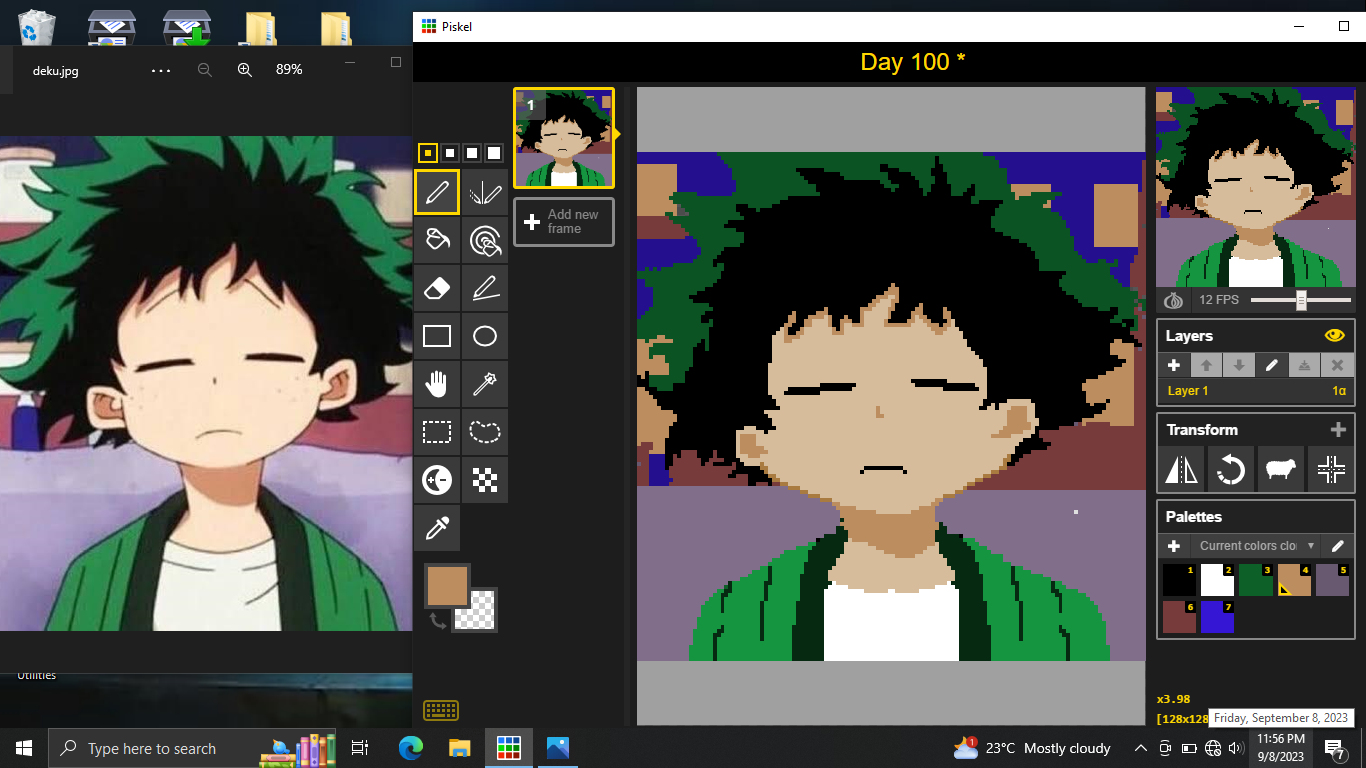 Piskel
deku.jpg
89%
Day 100 *
1
Add new
frame
12 FPS
Layers
Layer 1
1α
Transform
Palettes
Current colors clo
1
2
3
4
5
6
7
x3.98
[128x128
Friday, September 8, 2023
Utilities
Type here to search
1
23°C Mostly cloudy
11:56 PM
9/8/2023
7